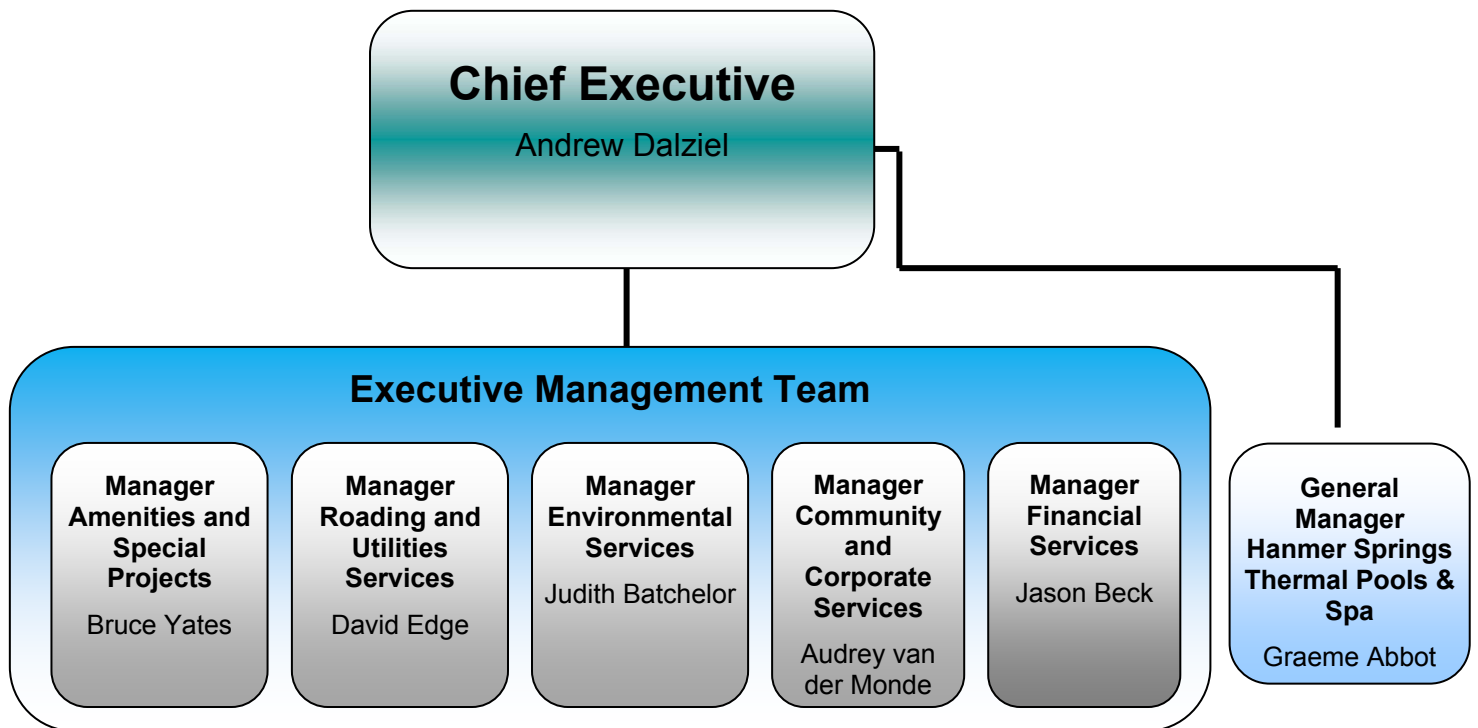 Chief Executive
Andrew Dalziel
Executive Management Team
Manager
Amenities and
Special
Projects
Bruce Yates
Manager
Roading and
Utilities
Services
David Edge
Manager
Environmental
Services
Judith Batchelor
Manager
Community
and
Corporate
Services
Audrey van
der Monde
Manager
Financial
Services
Jason Beck
General
Manager
Hanmer Springs
Thermal Pools &
Spa
Graeme Abbot